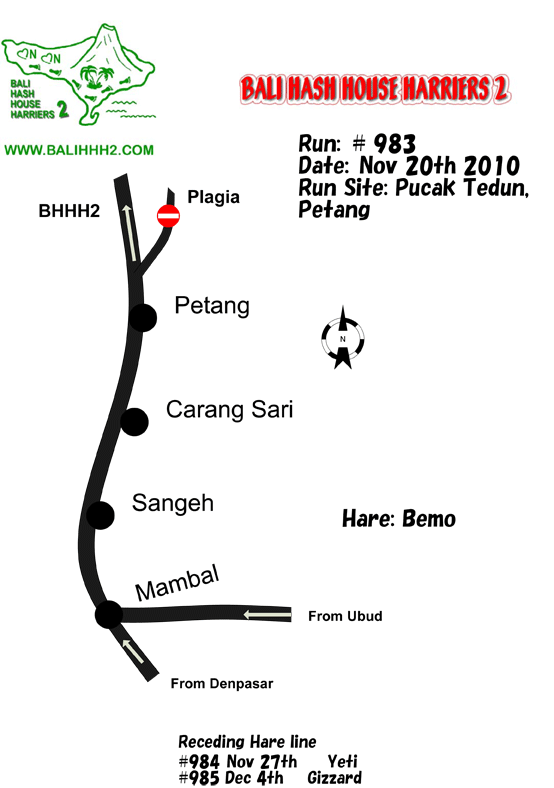 BALI
HASH
HOUSE
HARRIERS 2
N N
WWW.BALIHHH2.COM
BALI HASH HOUSE HARRIERS 2
Run: # 983
Date: Nov 20th 2010
Run Site: Pucak Tedun,
Petang
BHHH2
Plagia
Petang
N
Carang Sari
Sangeh
Hare: Bemo
Mambal
From Ubud
From Denpasar
Receding Hare line
#984 Nov 27th Yeti
#985 Dec 4th Gizzard